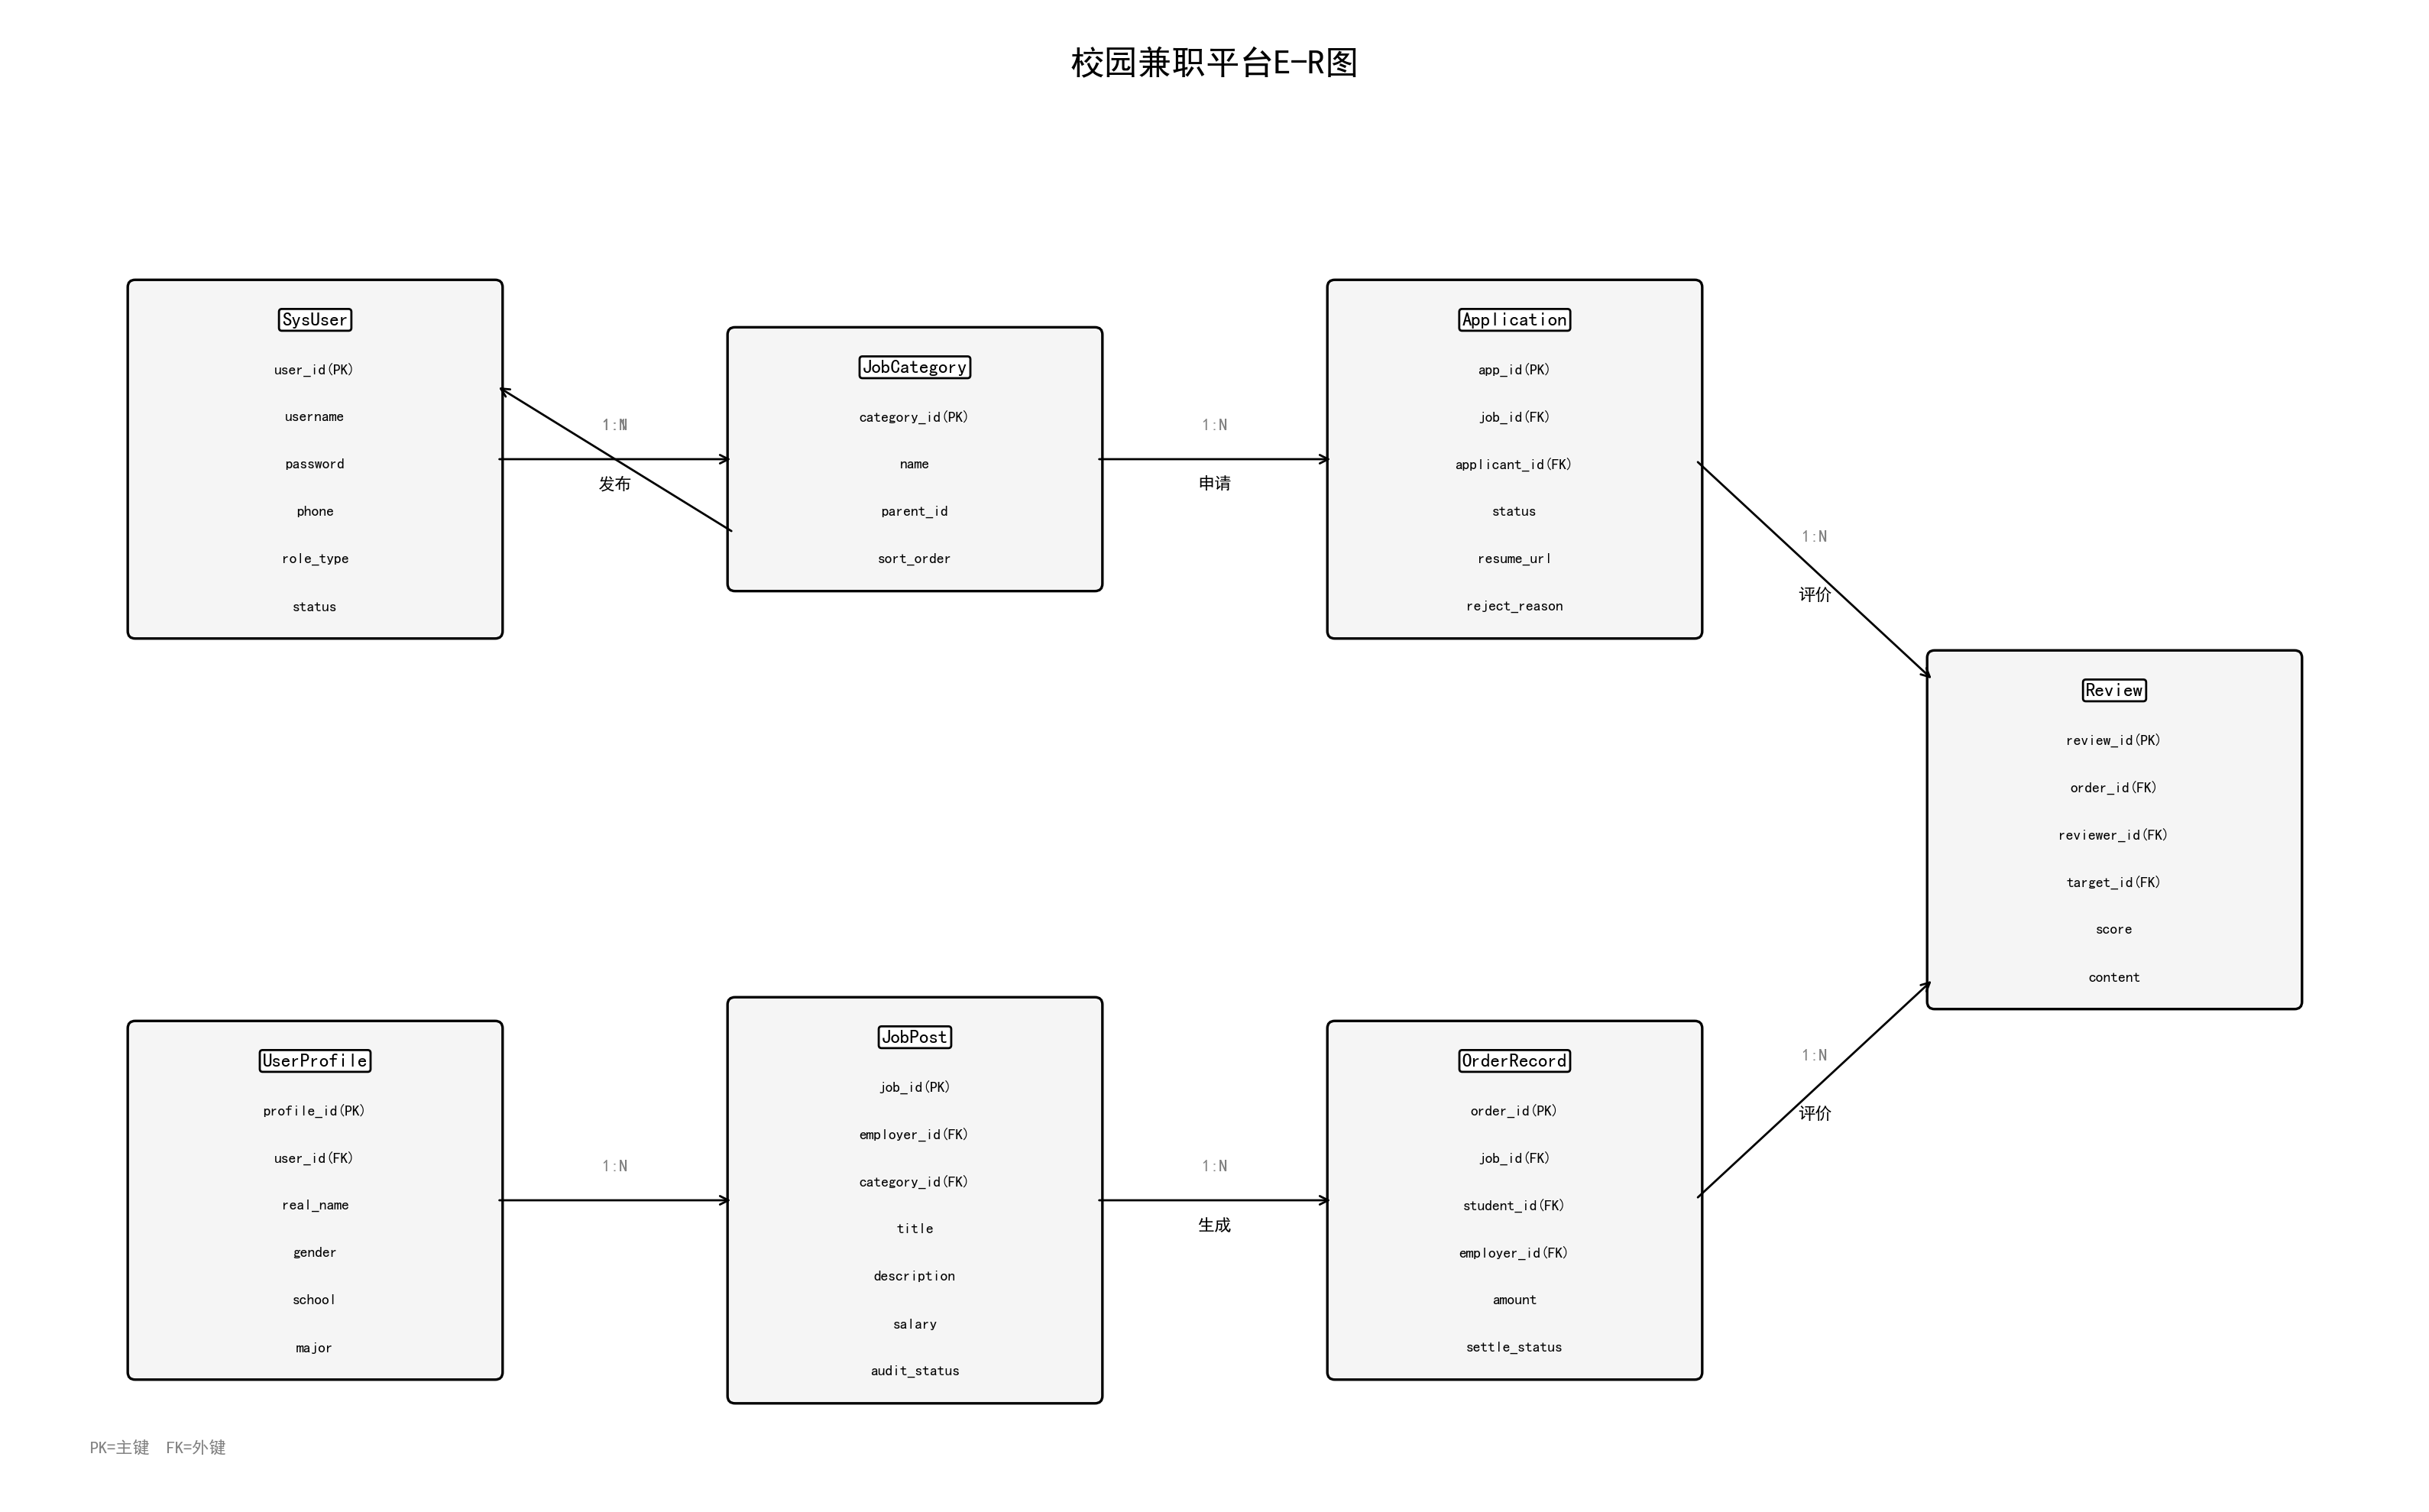 校园兼职平台E-R图
SysUser
user_id(PK)
username
password
phone
role_type
status
1:N
发布
JobCategory
category_id(PK)
name
parent_id
sort_order
1:N
申请
Application
app_id(PK)
job_id(FK)
applicant_id(FK)
status
resume_url
reject_reason
1:N
评价
Review
review_id(PK)
order_id(FK)
reviewer_id(FK)
target_id(FK)
score
content
UserProfile
profile_id(PK)
user_id(FK)
real_name
gender
school
major
1:N
JobPost
job_id(PK)
employer_id(FK)
category_id(FK)
title
description
salary
audit_status
1:N
生成
OrderRecord
order_id(PK)
job_id(FK)
student_id(FK)
employer_id(FK)
amount
settle_status
1:N
评价
PK=主键 FK=外键